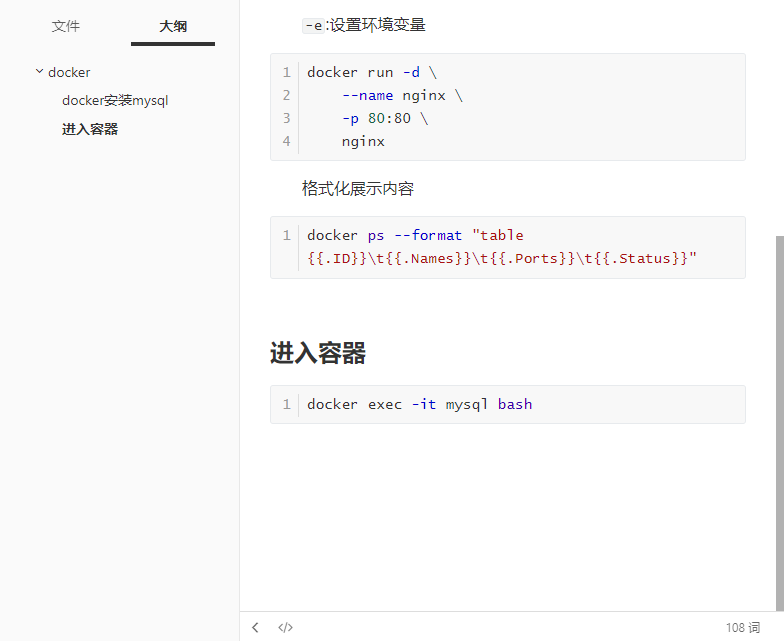 文件 大纲
docker
docker安装mysql
进入容器
-e:设置环境变量
1 docker run -d \
2 --name nginx \
3 -p 80:80 \
4 nginx
格式化展示内容
1 docker ps --format "table
{{.ID}}\t{{.Names}}\t{{.Ports}}\t{{.Status}}"
进入容器
1 docker exec -it mysql bash
</> 108 词